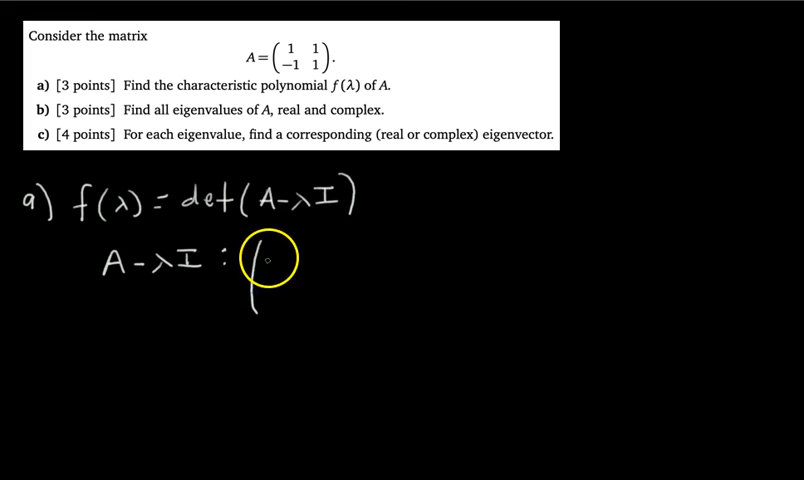 Consider the matrix
A = ( 1 1
−1 1 ).
a) [3 points] Find the characteristic polynomial f(λ) of A.
b) [3 points] Find all eigenvalues of A, real and complex.
c) [4 points] For each eigenvalue, find a corresponding (real or complex) eigenvector.
a) f(λ) = det(A-λI)
A-λI : (